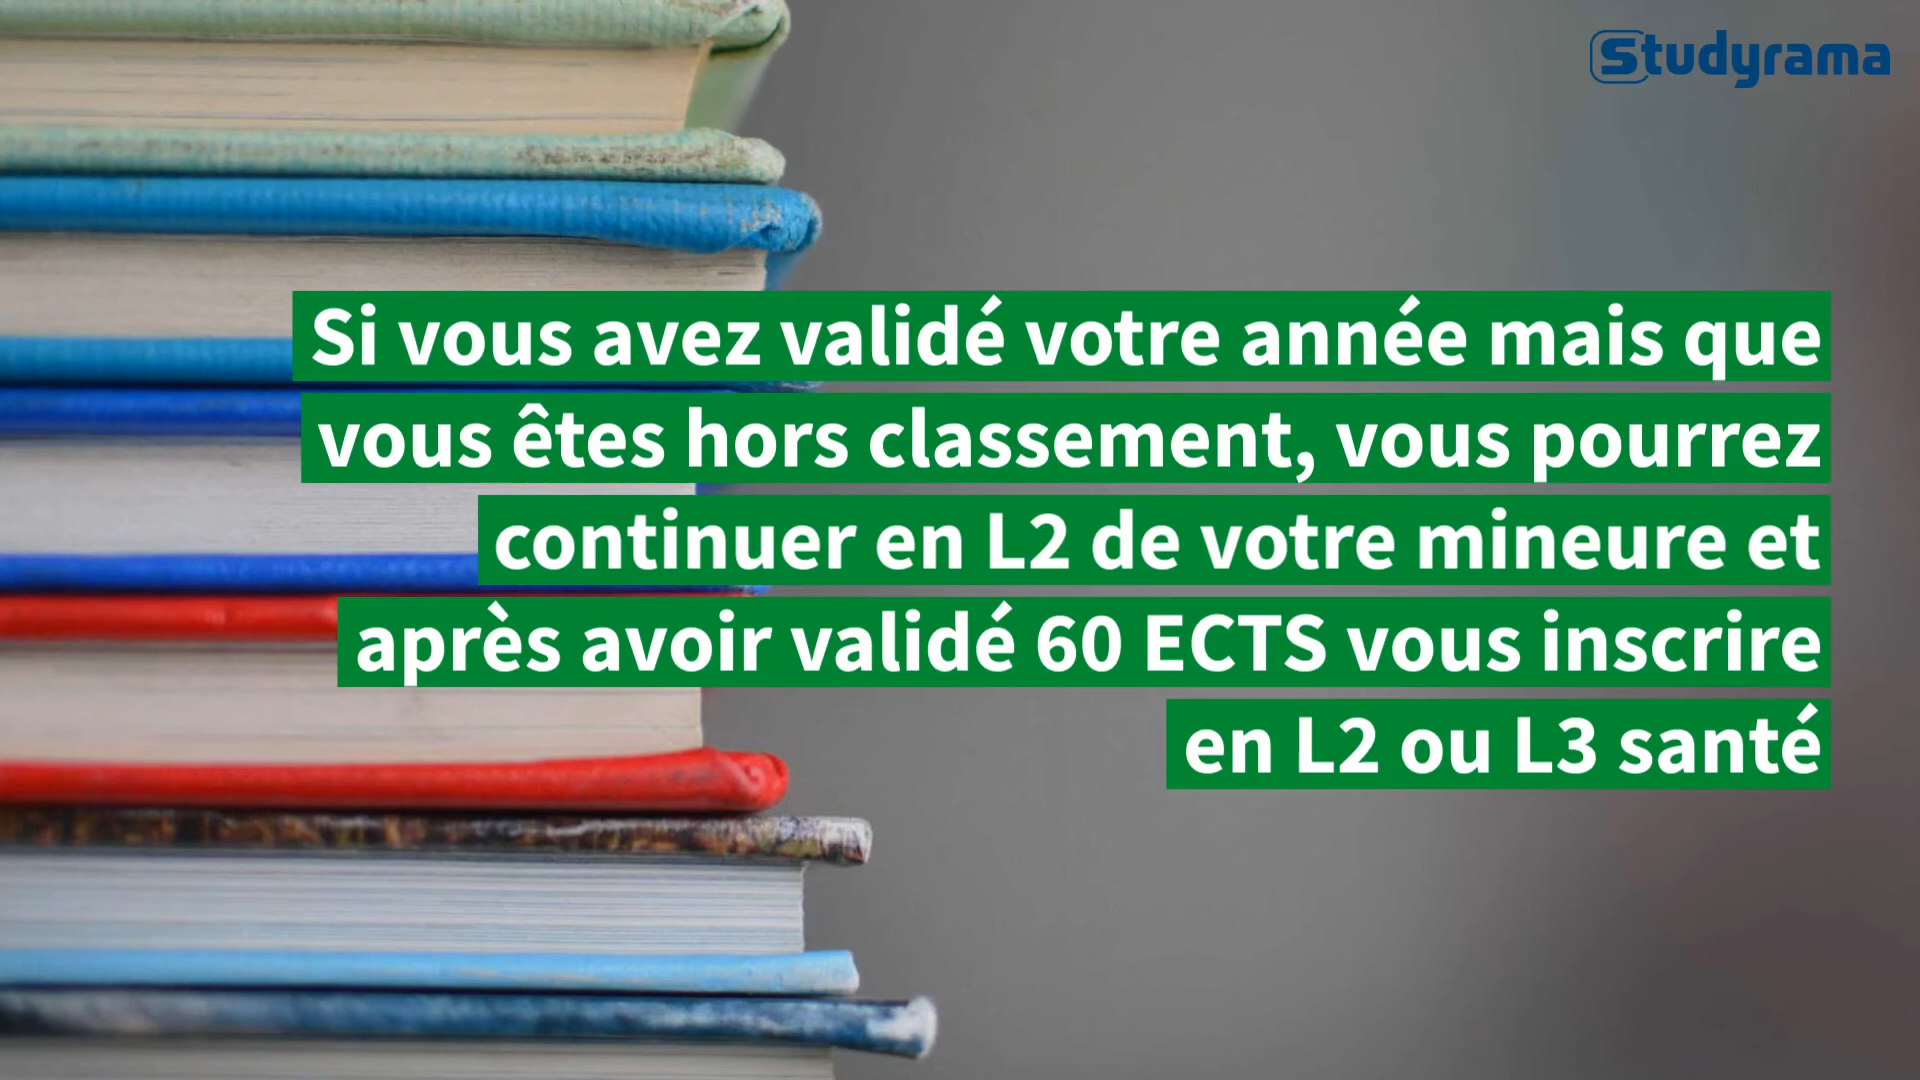 Studyrama
Si vous avez validé votre année mais que
vous êtes hors classement, vous pourrez
continuer en L2 de votre mineure et
après avoir validé 60 ECTS vous inscrire
en L2 ou L3 santé